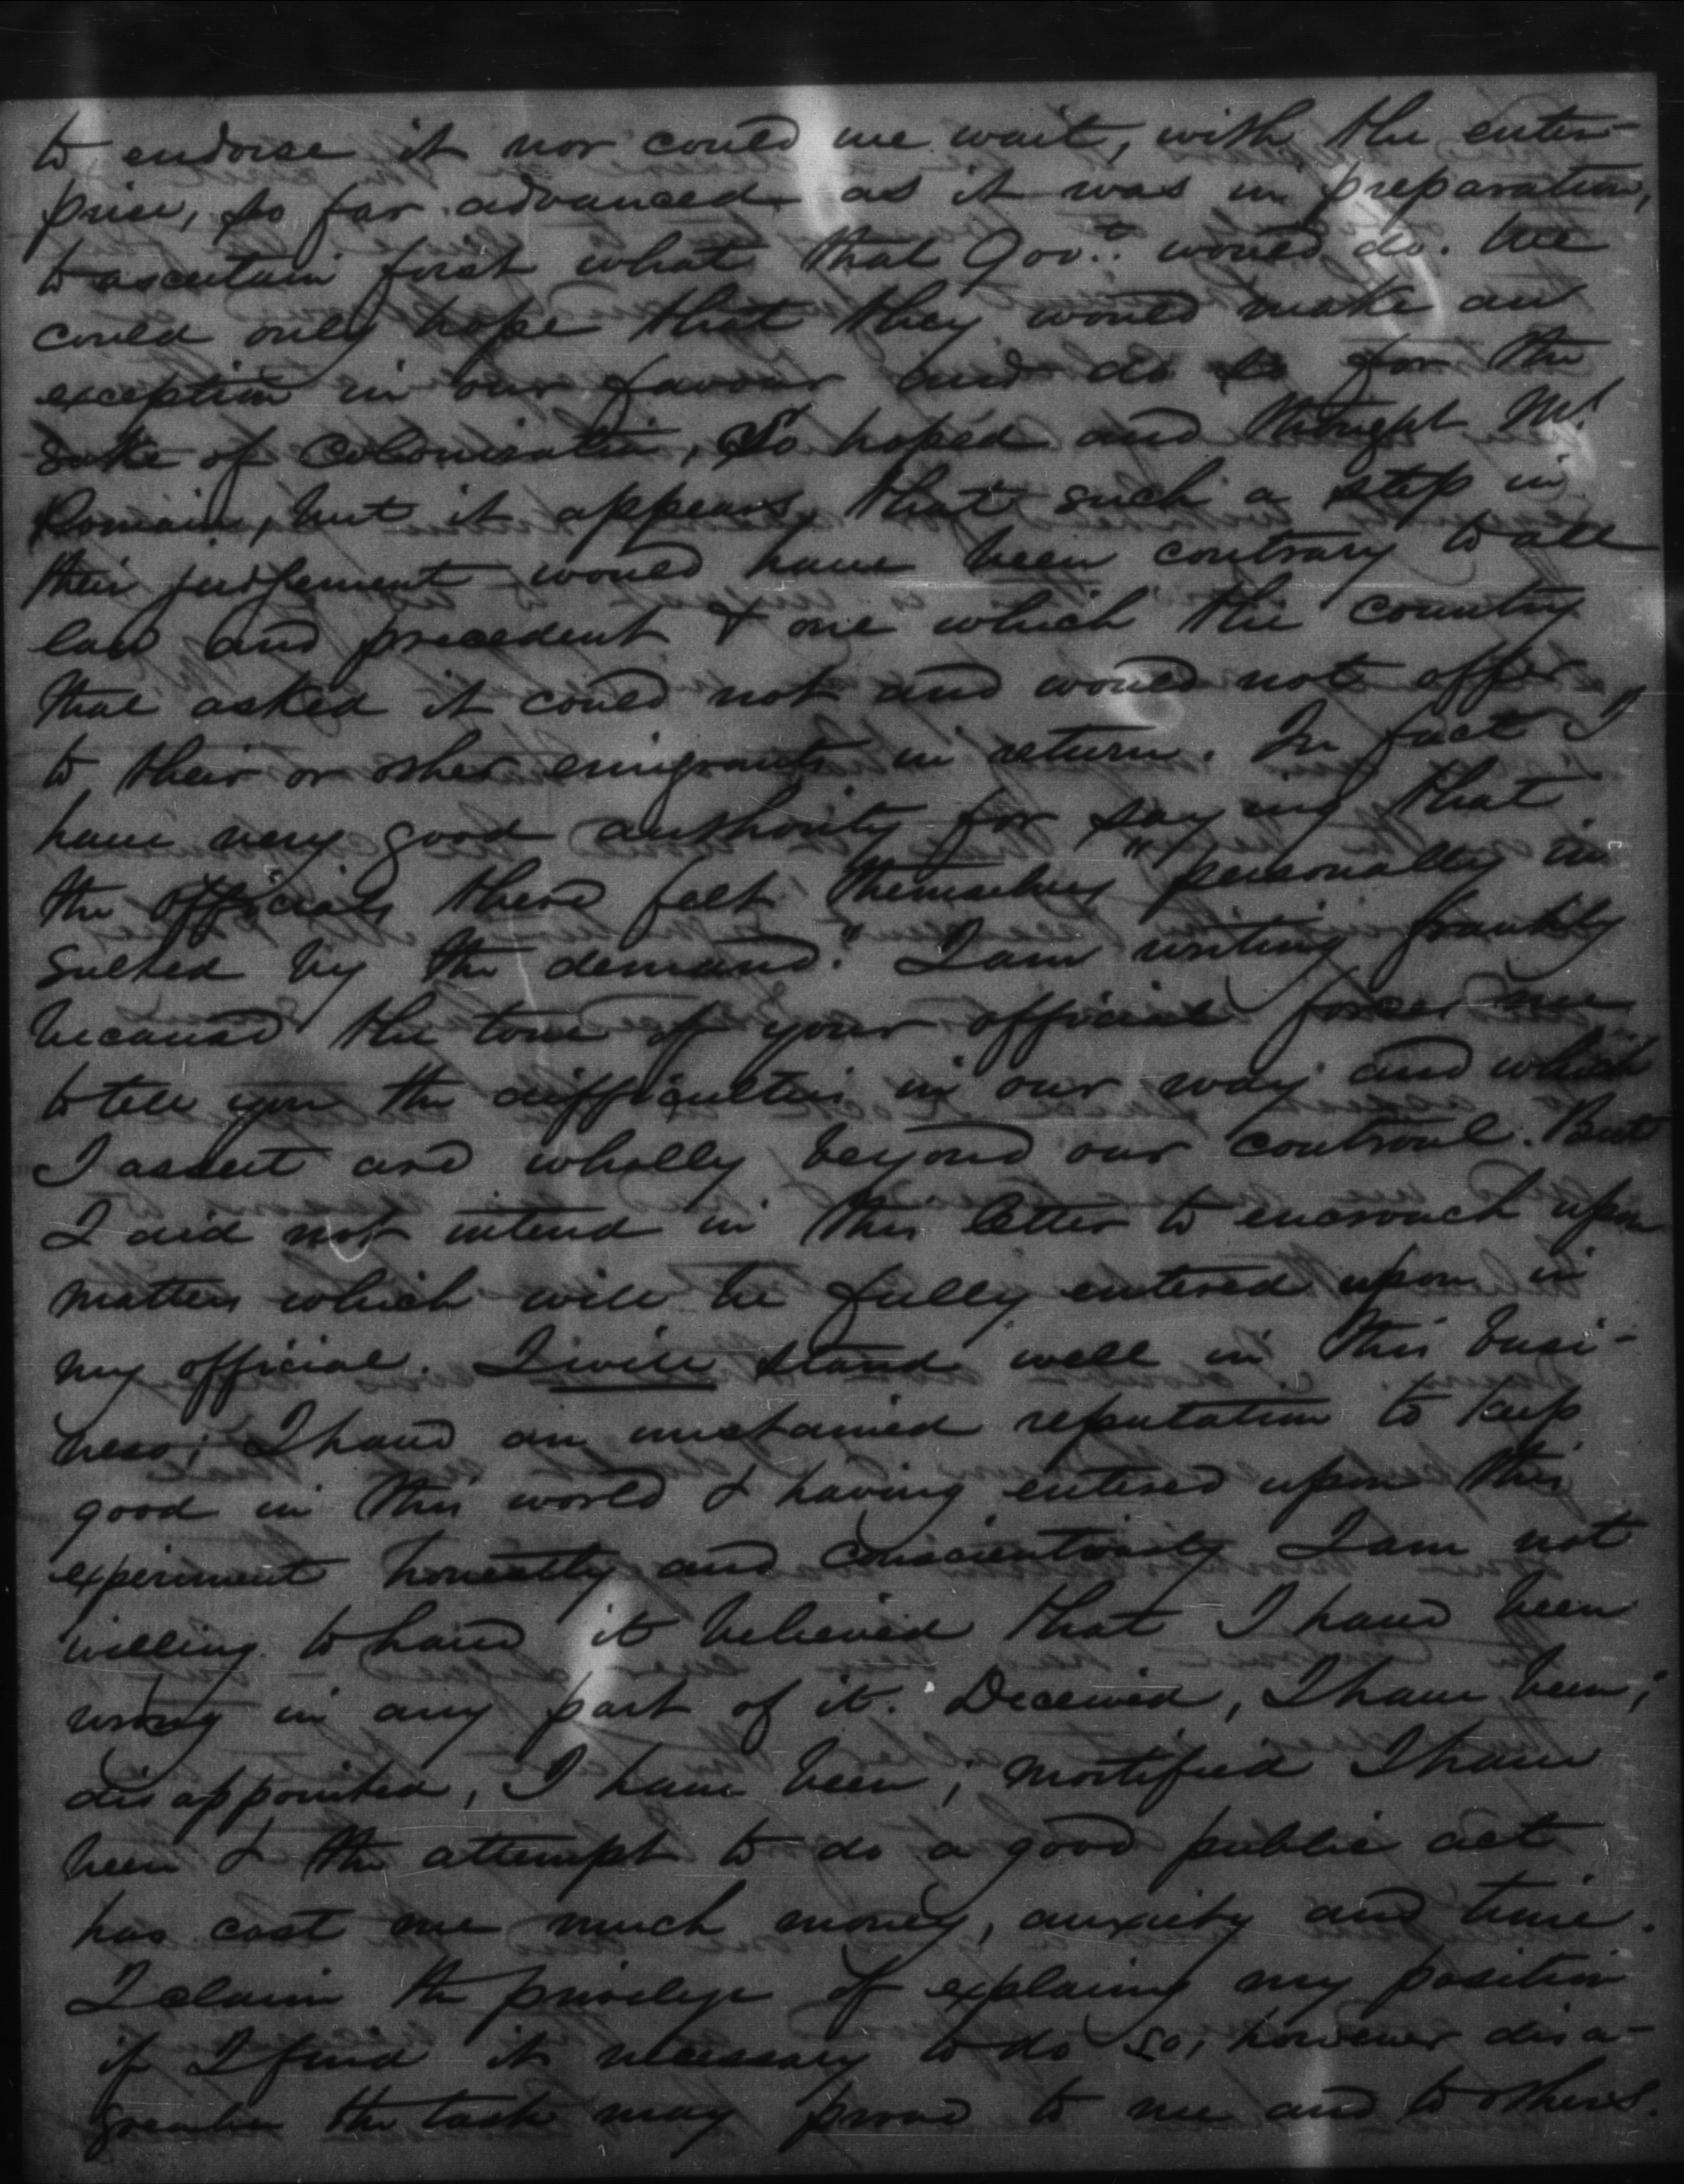 to endorse it nor could we wait, with the enter-
prise, so far advanced as it was in preparation,
to ascertain first what that Gov.t would do. We
could only hope that they would make an
exception in our favour and do so for the
sake of colonisation. So hoped and thought Mr
Romain, but it appears, that such a step in
their judgement would have been contrary to all
law and precedent & one which the country
that asked it could not and would not offer
to their or other emigrants in return. In fact I
have very good authority for saying that
the officials there felt themselves "personally in
sulted by the demand." I am writing frankly
because the tone of your official forces me
to tell you the difficulties in our way and which
I assert are wholly beyond our controul. But
I did not intend in this letter to encroach upon
matters which will be fully entered upon in
my official. I will stand well in this busi-
ness; I have an unstained reputation to keep
good in this world & having entered upon this
experiment honestly and conscientiously I am not
willing to have it believed that I have been
wrong in any part of it. Deceived, I have been;
disappointed, I have been; mortified I have
been & the attempt to do a good public act
has cost me much money, anxiety and time.
I claim the privilege of explaining my position
if I find it necessary to do so, however disa-
greeable the task may prove to me and to others.